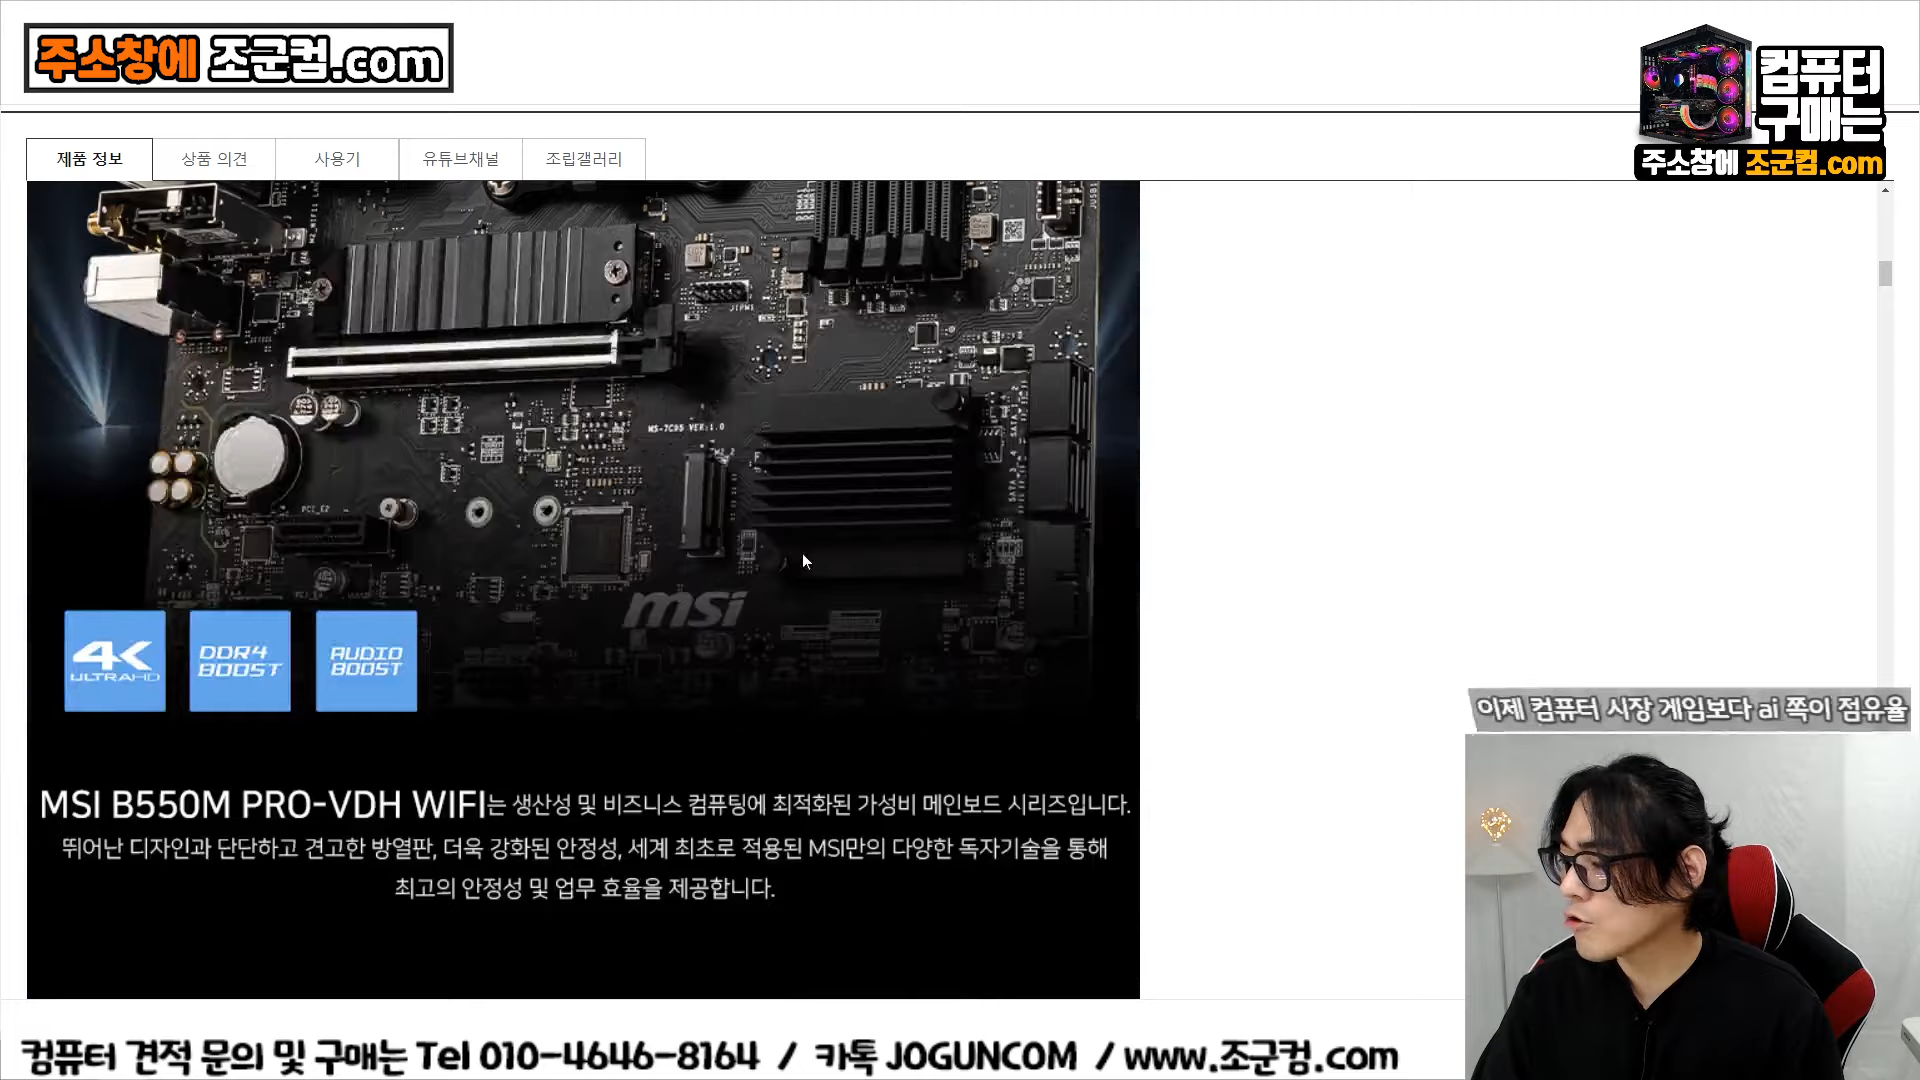 주소창에 조군컴.com
컴퓨터
구매는
주소창에 조군컴.com
제품 정보
상품 의견
사용기
유튜브채널
조립갤러리
JTPM1
MS-7C95 VER:1.0
M2_2
PCI_E2
msi
4K
ULTRAHD
DDR4
BOOST
AUDIO
BOOST
이제 컴퓨터 시장 게임보다 ai 쪽이 점유율
MSI B550M PRO-VDH WIFI는 생산성 및 비즈니스 컴퓨팅에 최적화된 가성비 메인보드 시리즈입니다.
뛰어난 디자인과 단단하고 견고한 방열판, 더욱 강화된 안정성, 세계 최초로 적용된 MSI만의 다양한 독자기술을 통해
최고의 안정성 및 업무 효율을 제공합니다.
컴퓨터 견적 문의 및 구매는 Tel 010-4646-8164 / 카톡 JOGUNCOM / www.조군컴.com